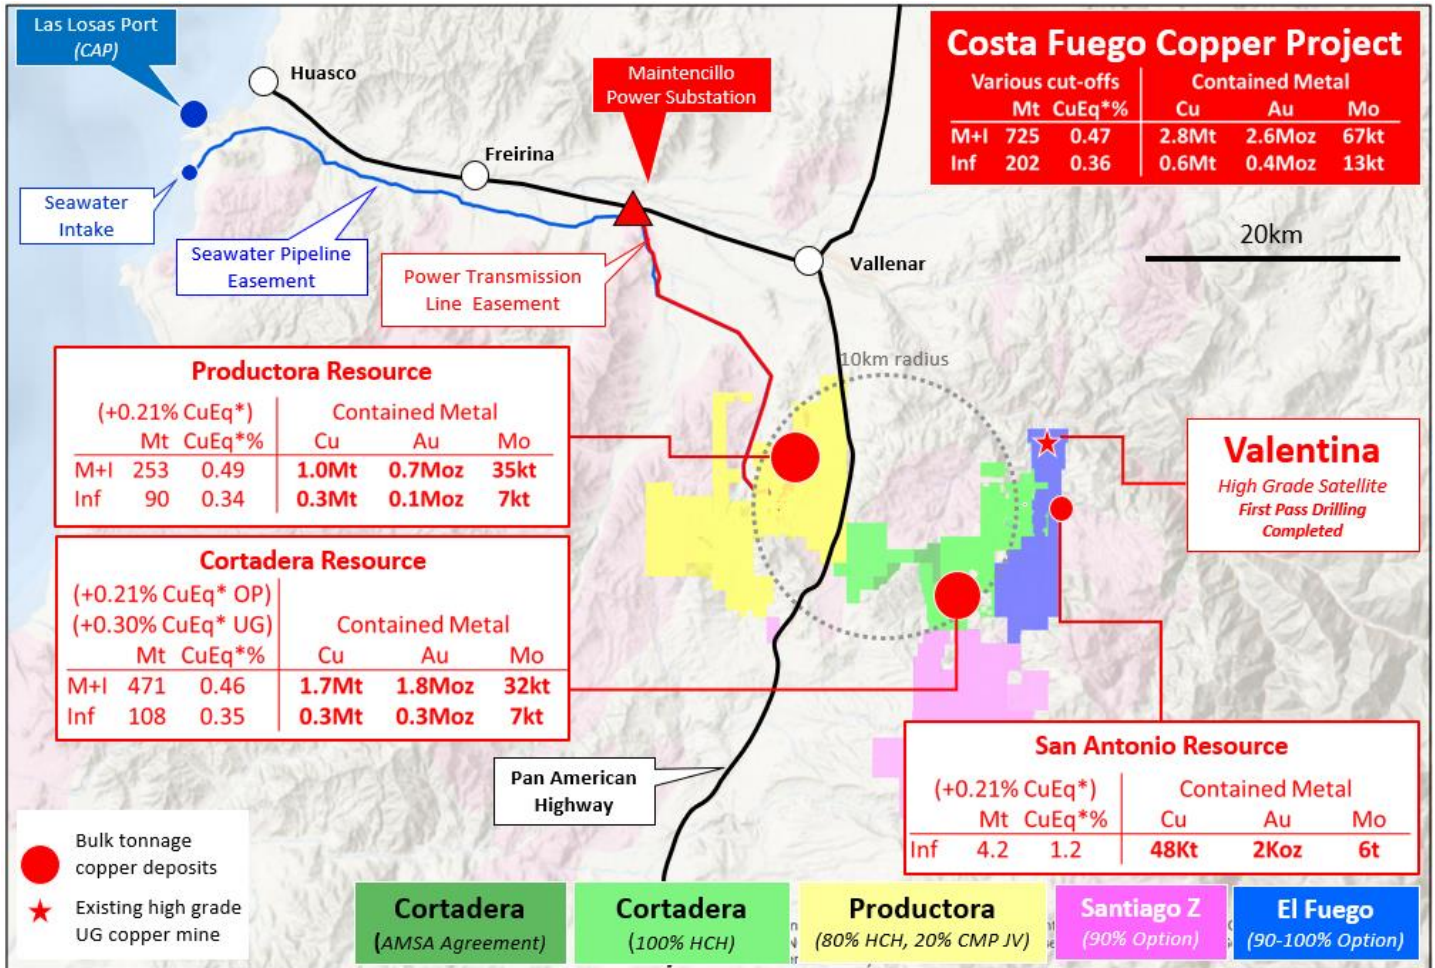 Las Losas Port
(CAP)
Huasco
Maintencillo
Power Substation
Costa Fuego Copper Project
Various cut-offs Contained Metal
Mt CuEq*% Cu Au Mo
M+I 725 0.47 2.8Mt 2.6Moz 67kt
Inf 202 0.36 0.6Mt 0.4Moz 13kt
Freirina
Seawater
Intake
Seawater Pipeline
Easement
Power Transmission
Line Easement
Vallenar
20km
10km radius
Productora Resource
(+0.21% CuEq*) Contained Metal
Mt CuEq*% Cu Au Mo
M+I 253 0.49 1.0Mt 0.7Moz 35kt
Inf 90 0.34 0.3Mt 0.1Moz 7kt
Valentina
High Grade Satellite
First Pass Drilling
Completed
Cortadera Resource
(+0.21% CuEq* OP)
(+0.30% CuEq* UG) Contained Metal
Mt CuEq*% Cu Au Mo
M+I 471 0.46 1.7Mt 1.8Moz 32kt
Inf 108 0.35 0.3Mt 0.3Moz 7kt
San Antonio Resource
(+0.21% CuEq*) Contained Metal
Mt CuEq*% Cu Au Mo
Inf 4.2 1.2 48Kt 2Koz 6t
Pan American
Highway
Bulk tonnage
copper deposits
Existing high grade
UG copper mine
Cortadera
(AMSA Agreement)
Cortadera
(100% HCH)
Productora
(80% HCH, 20% CMP JV)
Santiago Z
(90% Option)
El Fuego
(90-100% Option)